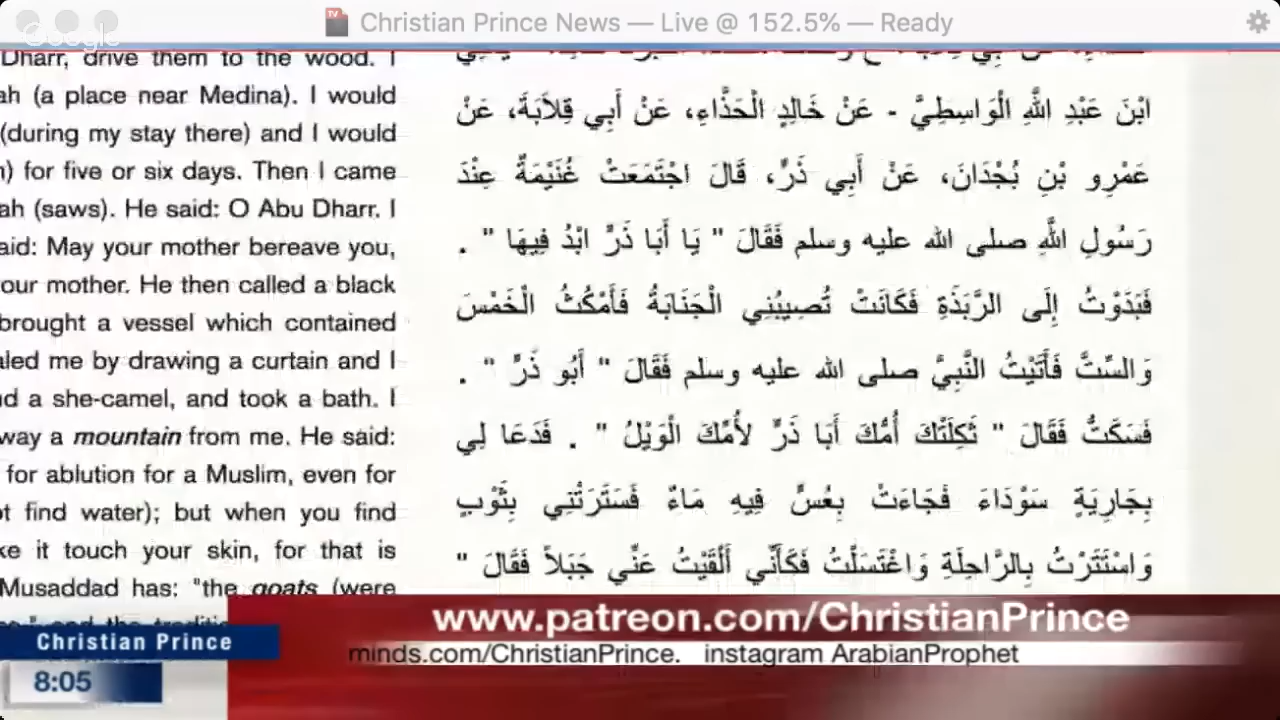 Christian Prince News — Live @ 152.5% — Ready
Google
Dharr, drive them to the wood. I
ah (a place near Medina). I would
(during my stay there) and I would
) for five or six days. Then I came
ah (saws). He said: O Abu Dharr. I
aid: May your mother bereave you,
our mother. He then called a black
brought a vessel which contained
aled me by drawing a curtain and I
d a she-camel, and took a bath. I
way a mountain from me. He said:
for ablution for a Muslim, even for
t find water); but when you find
ke it touch your skin, for that is
Musaddad has: "the goats (were
ابْنَ عَبْدِ اللَّهِ الْوَاسِطِيَّ - عَنْ خَالِدٍ الْحَذَّاءِ، عَنْ أَبِي قِلاَبَةَ، عَنْ
عَمْرِو بْنِ بُجْدَانَ، عَنْ أَبِي ذَرٍّ، قَالَ اجْتَمَعَتْ غُنَيْمَةٌ عِنْدَ
رَسُولِ اللَّهِ صلى الله عليه وسلم فَقَالَ " يَا أَبَا ذَرٍّ ابْدُ فِيهَا " .
فَبَدَوْتُ إِلَى الرَّبَذَةِ فَكَانَتْ تُصِيبُنِي الْجَنَابَةُ فَأَمْكُثُ الْخَمْسَ
وَالسِّتَّ فَأَتَيْتُ النَّبِيَّ صلى الله عليه وسلم فَقَالَ " أَبُو ذَرٍّ " .
فَسَكَتُّ فَقَالَ " ثَكِلَتْكَ أُمُّكَ أَبَا ذَرٍّ لأُمِّكَ الْوَيْلُ " . فَدَعَا لِي
بِجَارِيَةٍ سَوْدَاءَ فَجَاءَتْ بِعُسٍّ فِيهِ مَاءٌ فَسَتَرَتْنِي بِثَوْبٍ
وَاسْتَتَرْتُ بِالرَّاحِلَةِ وَاغْتَسَلْتُ فَكَأَنِّي أَلْقَيْتُ عَنِّي جَبَلاً فَقَالَ "
www.patreon.com/ChristianPrince
Christian Prince
minds.com/ChristianPrince. instagram ArabianProphet
8:05